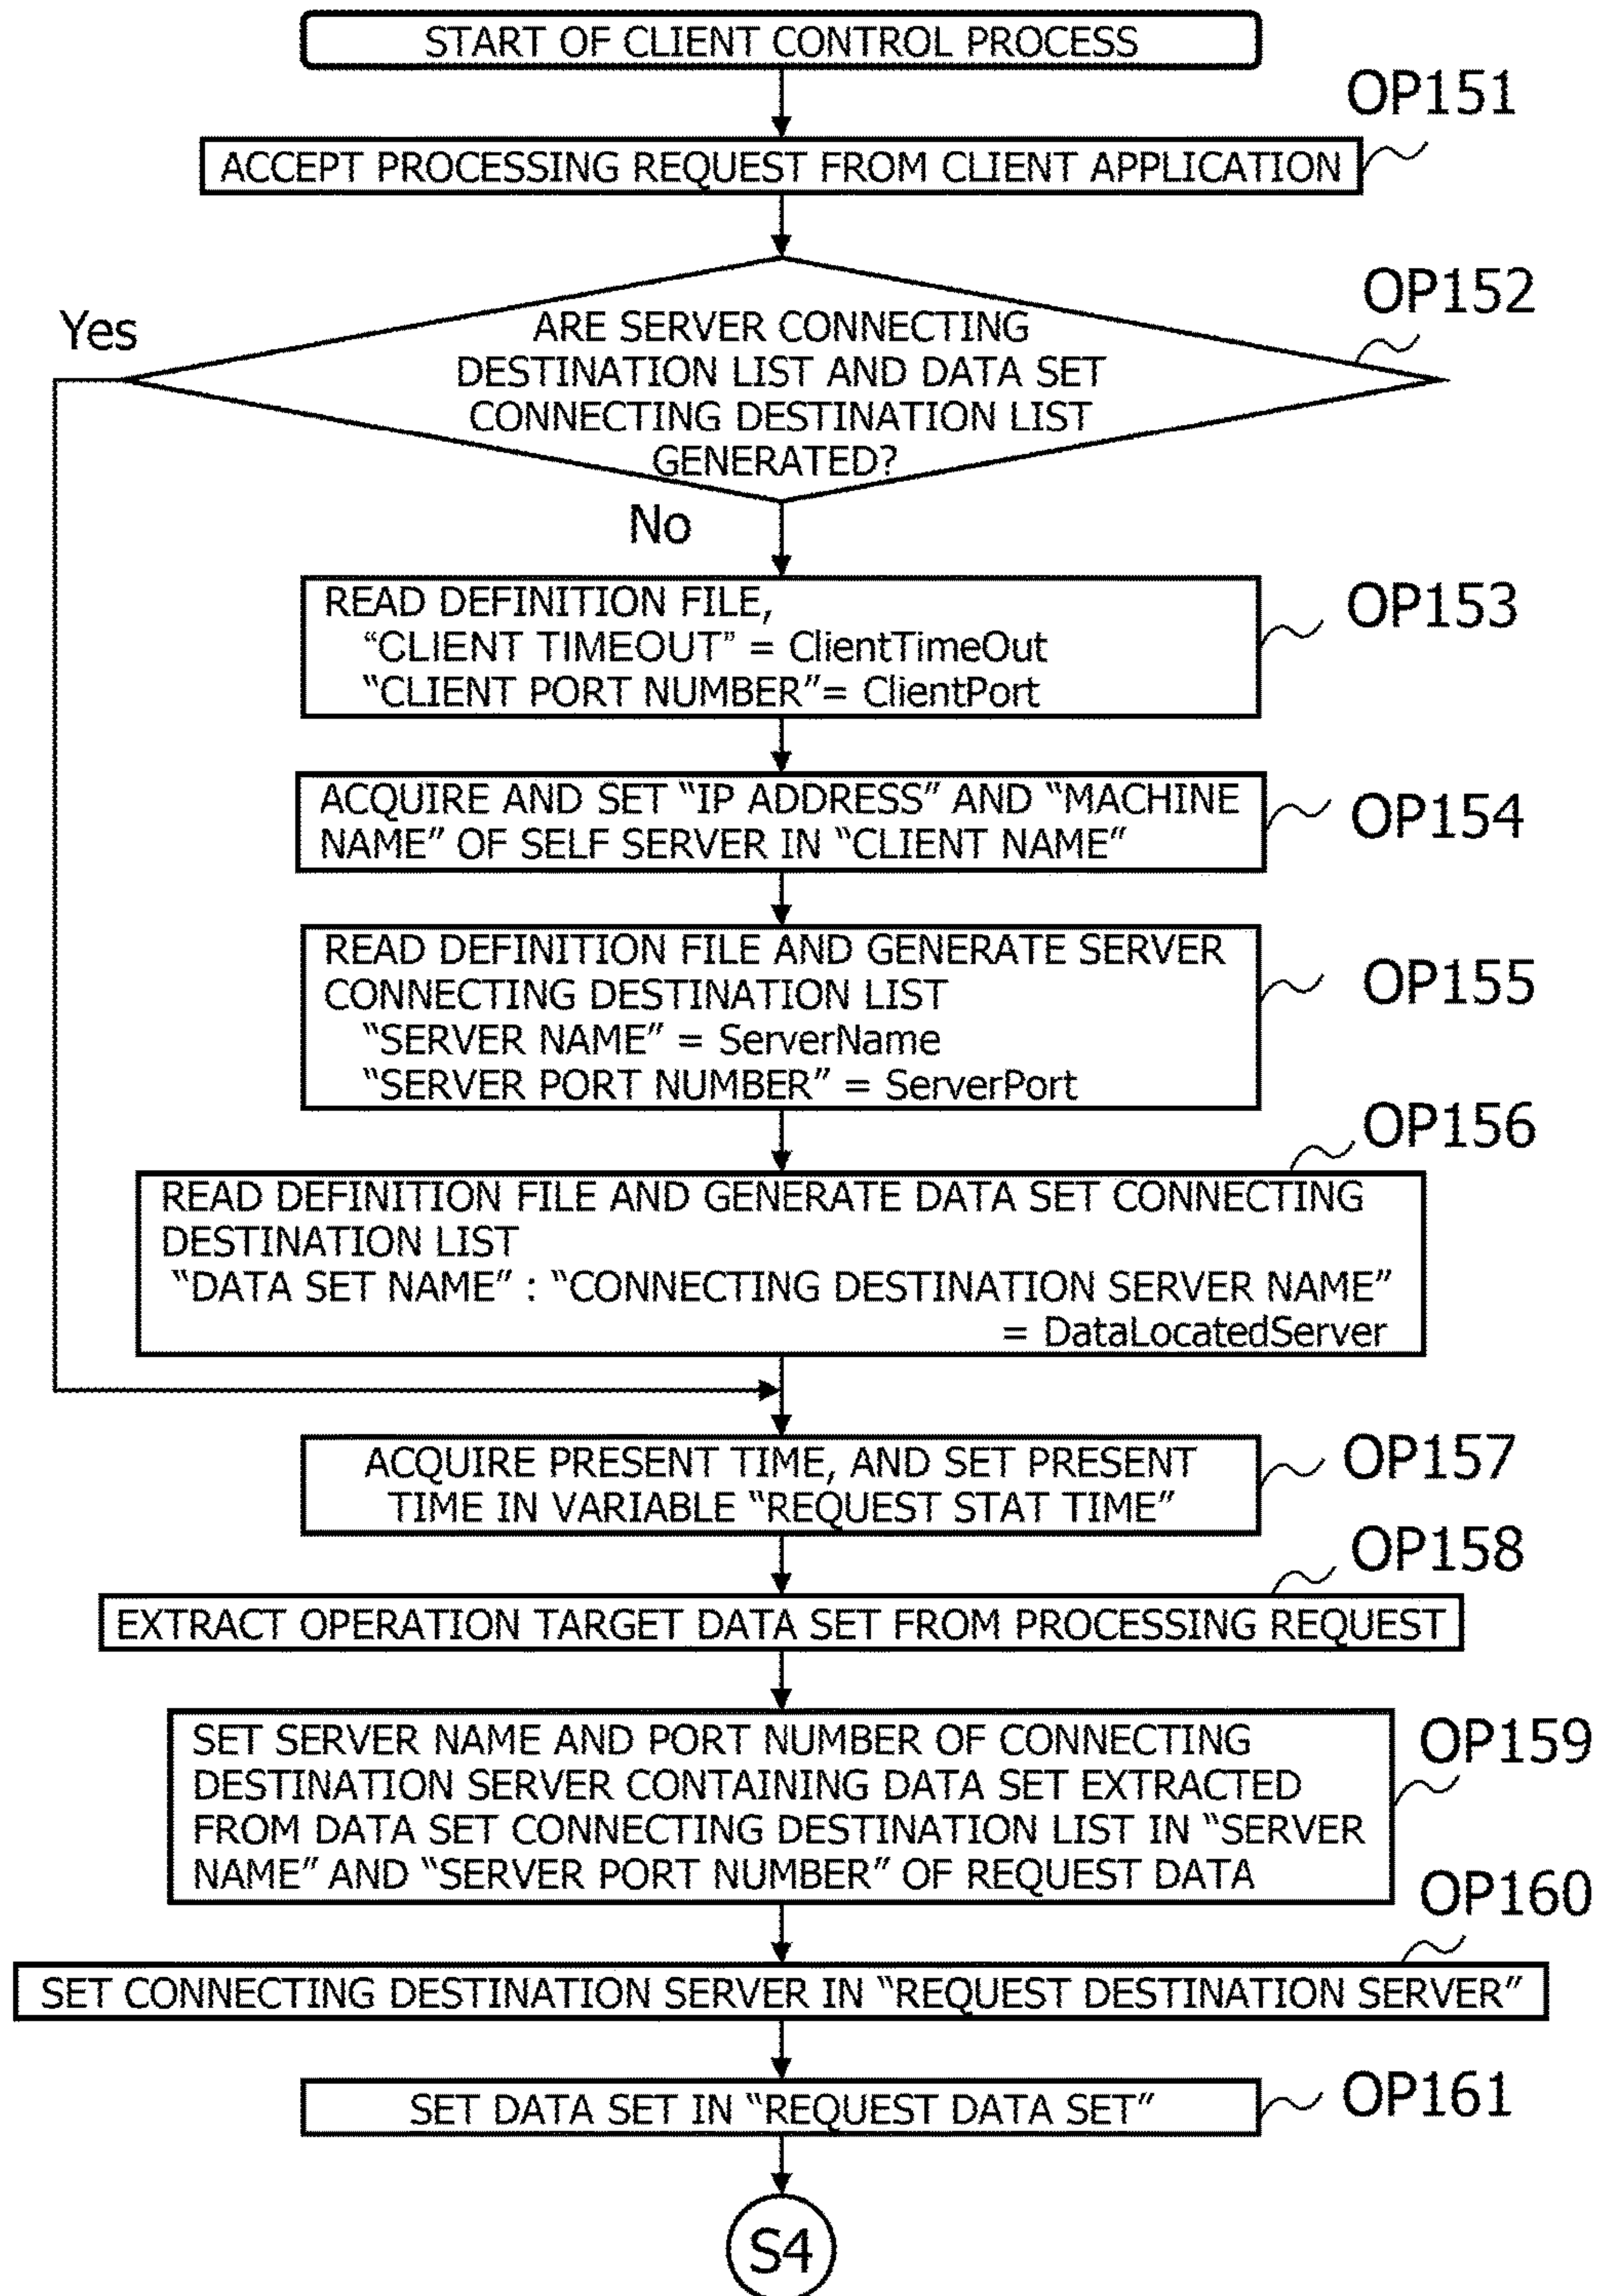 START OF CLIENT CONTROL PROCESS
OP151
ACCEPT PROCESSING REQUEST FROM CLIENT APPLICATION
OP152
Yes
ARE SERVER CONNECTING
DESTINATION LIST AND DATA SET
CONNECTING DESTINATION LIST
GENERATED?
No
READ DEFINITION FILE,
“CLIENT TIMEOUT” = ClientTimeOut
“CLIENT PORT NUMBER”= ClientPort
OP153
ACQUIRE AND SET “IP ADDRESS” AND “MACHINE
NAME” OF SELF SERVER IN “CLIENT NAME”
OP154
READ DEFINITION FILE AND GENERATE SERVER
CONNECTING DESTINATION LIST
“SERVER NAME” = ServerName
“SERVER PORT NUMBER” = ServerPort
OP155
OP156
READ DEFINITION FILE AND GENERATE DATA SET CONNECTING
DESTINATION LIST
“DATA SET NAME” : “CONNECTING DESTINATION SERVER NAME”
= DataLocatedServer
ACQUIRE PRESENT TIME, AND SET PRESENT
TIME IN VARIABLE “REQUEST STAT TIME”
OP157
OP158
EXTRACT OPERATION TARGET DATA SET FROM PROCESSING REQUEST
SET SERVER NAME AND PORT NUMBER OF CONNECTING
DESTINATION SERVER CONTAINING DATA SET EXTRACTED
FROM DATA SET CONNECTING DESTINATION LIST IN “SERVER
NAME” AND “SERVER PORT NUMBER” OF REQUEST DATA
OP159
OP160
SET CONNECTING DESTINATION SERVER IN “REQUEST DESTINATION SERVER”
SET DATA SET IN “REQUEST DATA SET”
OP161
S4